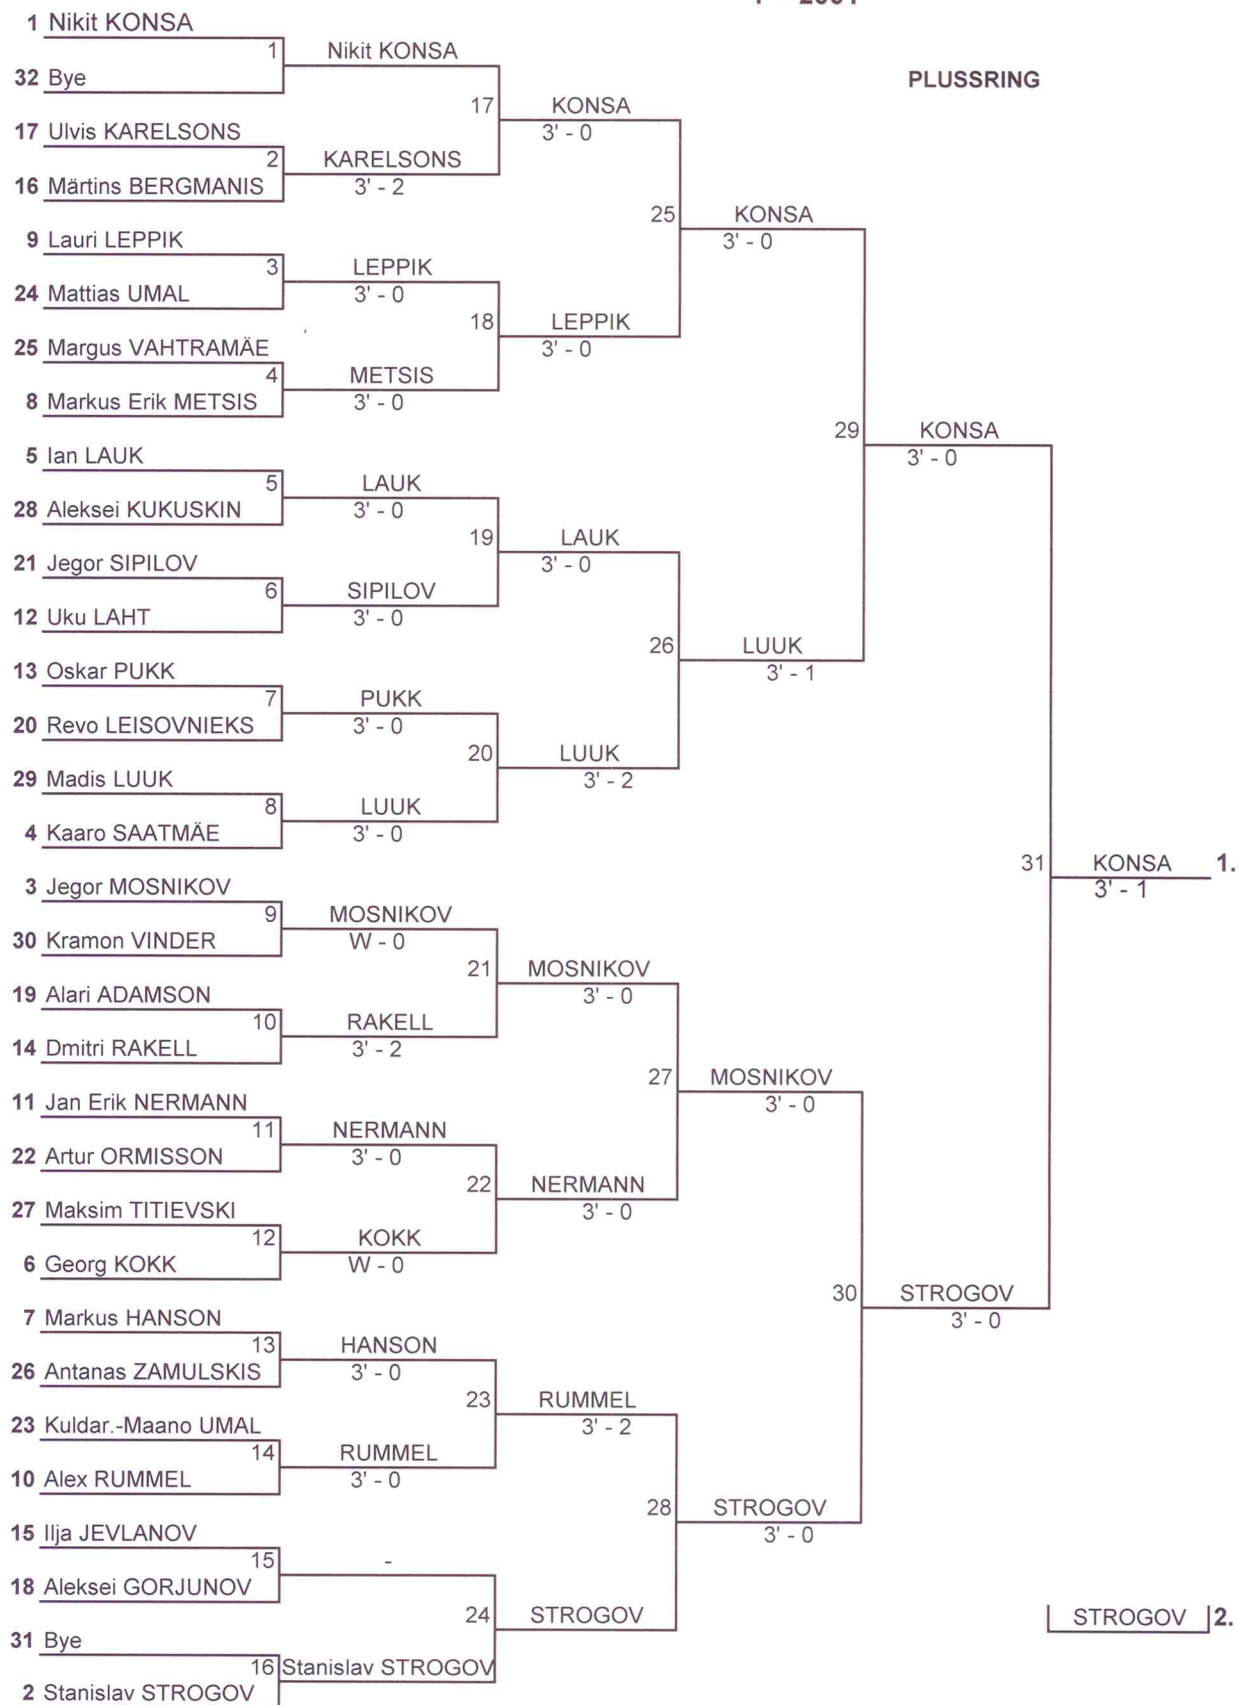 PLUSSRING
1 Nikit KONSA
1 Nikit KONSA
32 Bye
17 KONSA
3' - 0
17 Ulvis KARELSONS
2 KARELSONS
3' - 2
16 Märtins BERGMANIS
25 KONSA
3' - 0
9 Lauri LEPPIK
3 LEPPIK
3' - 0
24 Mattias UMAL
18 LEPPIK
3' - 0
25 Margus VAHTRAMÄE
4 METSIS
3' - 0
8 Markus Erik METSIS
29 KONSA
3' - 0
5 Ian LAUK
5 LAUK
3' - 0
28 Aleksei KUKUSKIN
19 LAUK
3' - 0
21 Jegor SIPILOV
6 SIPILOV
3' - 0
12 Uku LAHT
26 LUUK
3' - 1
13 Oskar PUKK
7 PUKK
3' - 0
20 Revo LEISOVNIEKS
20 LUUK
3' - 2
29 Madis LUUK
8 LUUK
3' - 0
4 Kaaro SAATMÄE
31 KONSA 1.
3' - 1
3 Jegor MOSNIKOV
9 MOSNIKOV
W - 0
30 Kramon VINDER
21 MOSNIKOV
3' - 0
19 Alari ADAMSON
10 RAKELL
3' - 2
14 Dmitri RAKELL
27 MOSNIKOV
3' - 0
11 Jan Erik NERMANN
11 NERMANN
3' - 0
22 Artur ORMISSON
22 NERMANN
3' - 0
27 Maksim TITIEVSKI
12 KOKK
W - 0
6 Georg KOKK
30 STROGOV
3' - 0
7 Markus HANSON
13 HANSON
3' - 0
26 Antanas ZAMULSKIS
23 RUMMEL
3' - 2
23 Kuldar.-Maano UMAL
14 RUMMEL
3' - 0
10 Alex RUMMEL
28 STROGOV
3' - 0
15 Ilja JEVLANOV
15 -
18 Aleksei GORJUNOV
24 STROGOV
STROGOV 2.
31 Bye
16 Stanislav STROGOV
2 Stanislav STROGOV